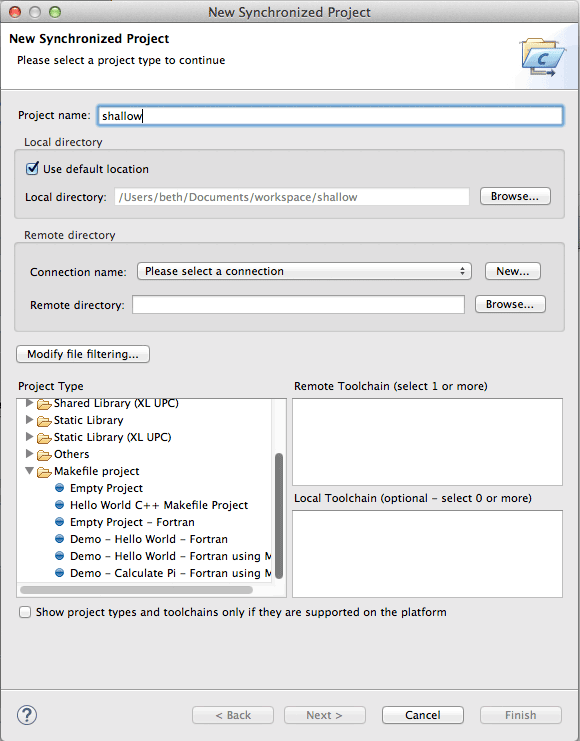 New Synchronized Project
New Synchronized Project
Please select a project type to continue
C
Project name: shallow
Local directory
Use default location
Local directory: /Users/beth/Documents/workspace/shallow Browse...
Remote directory
Connection name: Please select a connection New...
Remote directory: Browse...
Modify file filtering...
Project Type Remote Toolchain (select 1 or more)
Shared Library (XL UPC)
Static Library
Static Library (XL UPC)
Others
Makefile project
Empty Project
Local Toolchain (optional - select 0 or more)
Hello World C++ Makefile Project
Empty Project - Fortran
Demo - Hello World - Fortran
Demo - Hello World - Fortran using M
Demo - Calculate Pi - Fortran using M
Show project types and toolchains only if they are supported on the platform
? < Back Next > Cancel Finish